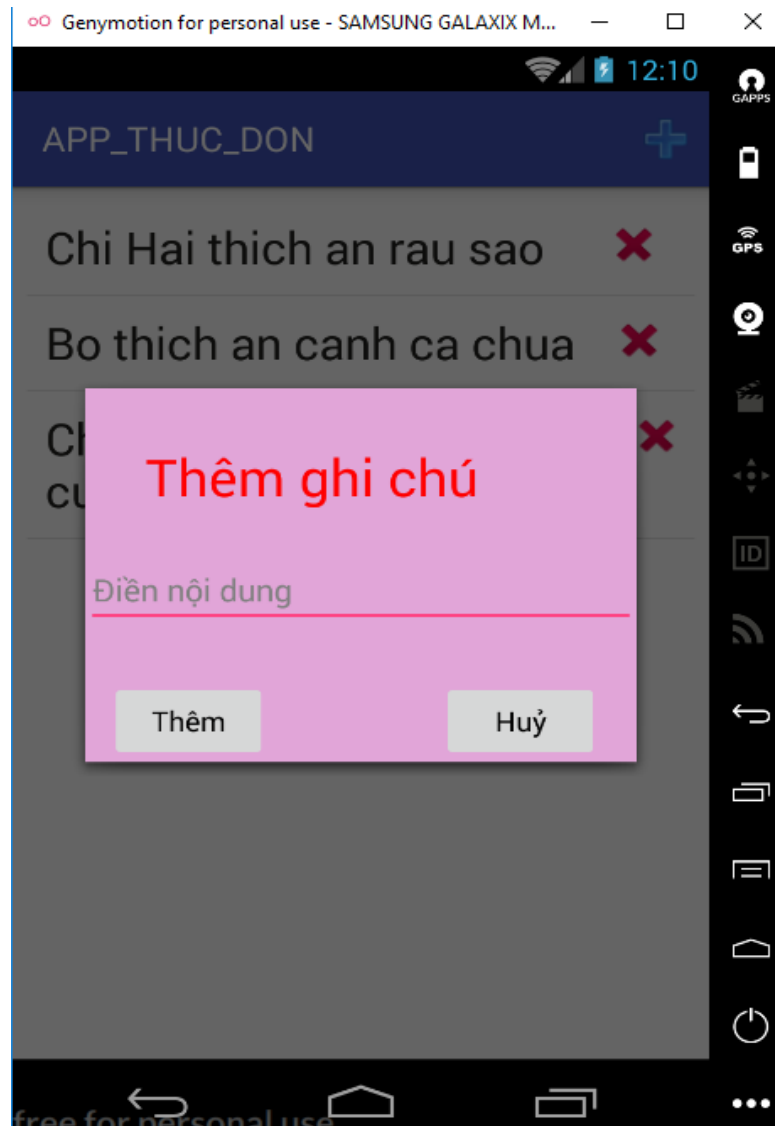 Genymotion for personal use - SAMSUNG GALAXIX M...
12:10
GAPPS
APP_THUC_DON
GPS
Chi Hai thich an rau sao
Bo thich an canh ca chua
Thêm ghi chú
ID
Điền nội dung
Thêm
Huỷ
free for personal use